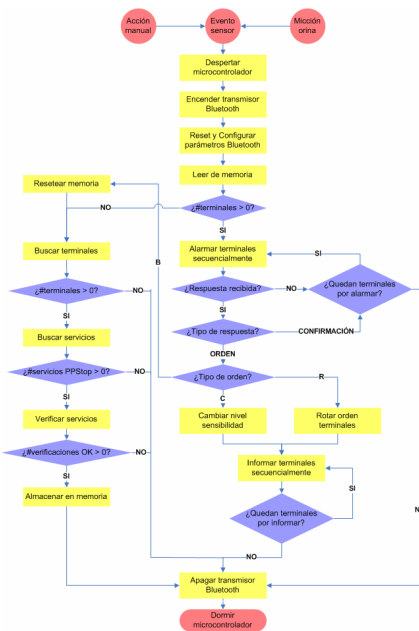 Acción
manual
Evento
sensor
Micción
orina
Despertar
microcontrolador
Encender transmisor
Bluetooth
Reset y Configurar
parámetros Bluetooth
Leer de memoria
Resetear memoria
NO
¿#terminales > 0?
SI
Buscar terminales
B
Alarmar terminales
secuencialmente
SI
¿#terminales > 0?
NO
¿Respuesta recibida?
NO
¿Quedan terminales
por alarmar?
SI
SI
Buscar servicios
¿Tipo de respuesta?
CONFIRMACIÓN
ORDEN
¿#servicios PPStop > 0?
NO
¿Tipo de orden?
R
SI
C
Verificar servicios
Cambiar nivel
sensibilidad
Rotar orden
terminales
¿#verificaciones OK > 0?
NO
Informar terminales
secuencialmente
SI
SI
Almacenar en memoria
¿Quedan terminales
por informar?
N
NO
Apagar transmisor
Bluetooth
Dormir
microcontrolador